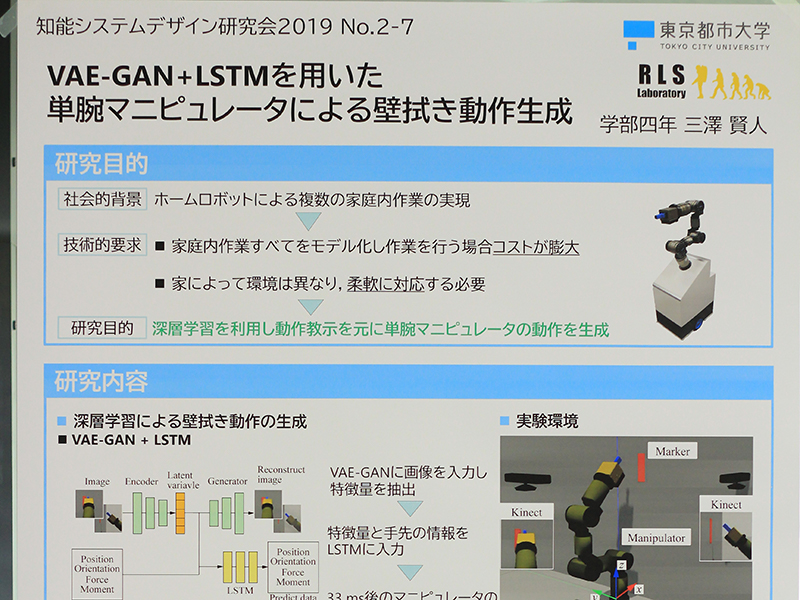 知能システムデザイン研究会2019 No.2-7
東京都市大学
TOKYO CITY UNIVERSITY
VAE-GAN+LSTMを用いた
単腕マニピュレータによる壁拭き動作生成
RLS
Laboratory
学部四年 三澤 賢人
研究目的
社会的背景 ホームロボットによる複数の家庭内作業の実現
技術的要求 ■ 家庭内作業すべてをモデル化し作業を行う場合コストが膨大
■ 家によって環境は異なり, 柔軟に対応する必要
研究目的 深層学習を利用し動作教示を元に単腕マニピュレータの動作を生成
研究内容
■ 深層学習による壁拭き動作の生成
■ VAE-GAN + LSTM
Image
Encoder
Latent
variavle
Generator
Reconstruct
image
Position
Orientation
Force
Moment
LSTM
Position
Orientation
Force
Moment
Predict data
VAE-GANに画像を入力し
特徴量を抽出
特徴量と手先の情報を
LSTMに入力
33 ms後のマニピュレータの
■ 実験環境
Marker
Kinect
Kinect
Manipulator
z
x
y